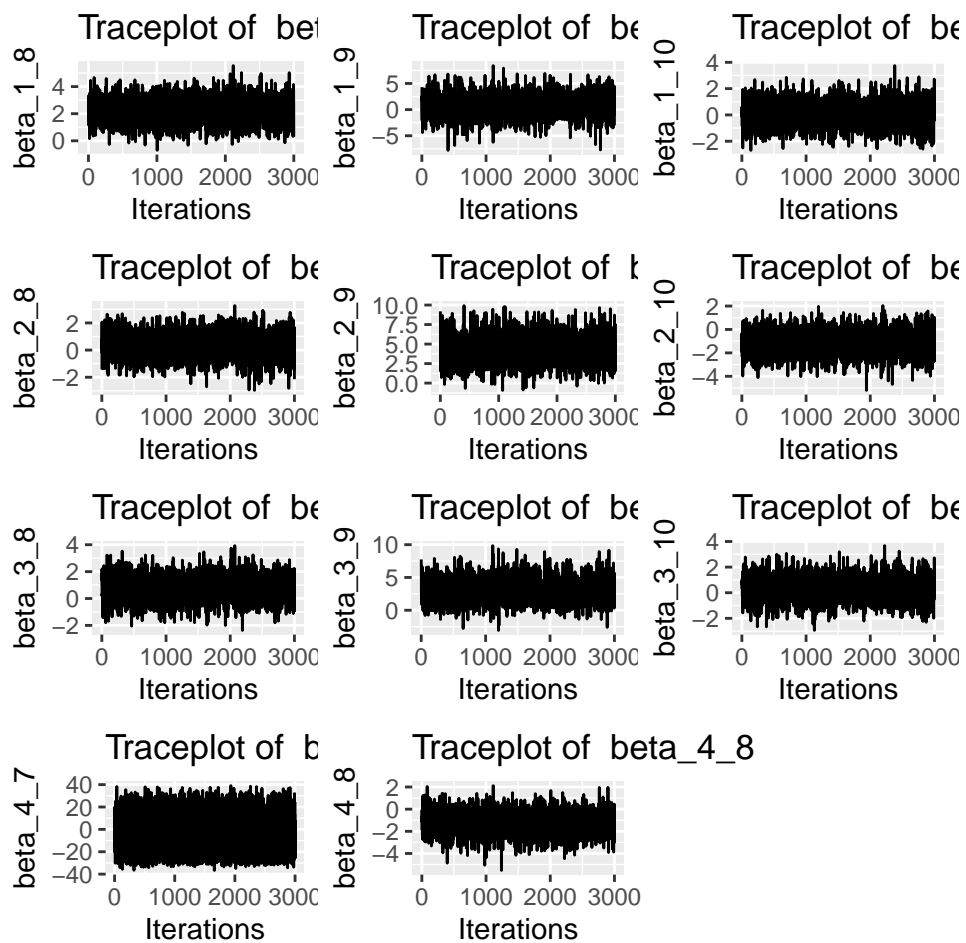 Traceplot of bet
beta_1_8
4
2
0
0 1000 2000 3000
Iterations
Traceplot of be
beta_1_9
5
0
−5
0 1000 2000 3000
Iterations
Traceplot of be
beta_1_10
4
2
0
−2
0 1000 2000 3000
Iterations
Traceplot of be
beta_2_8
2
0
−2
0 1000 2000 3000
Iterations
Traceplot of b
beta_2_9
10.0
7.5
5.0
2.5
0.0
0 1000 2000 3000
Iterations
Traceplot of be
beta_2_10
2
0
−2
−4
0 1000 2000 3000
Iterations
Traceplot of be
beta_3_8
4
2
0
−2
0 1000 2000 3000
Iterations
Traceplot of be
beta_3_9
10
5
0
0 1000 2000 3000
Iterations
Traceplot of be
beta_3_10
4
2
0
−2
0 1000 2000 3000
Iterations
Traceplot of b
beta_4_7
40
20
0
−20
−40
0 1000 2000 3000
Iterations
Traceplot of beta_4_8
beta_4_8
2
0
−2
−4
0 1000 2000 3000
Iterations